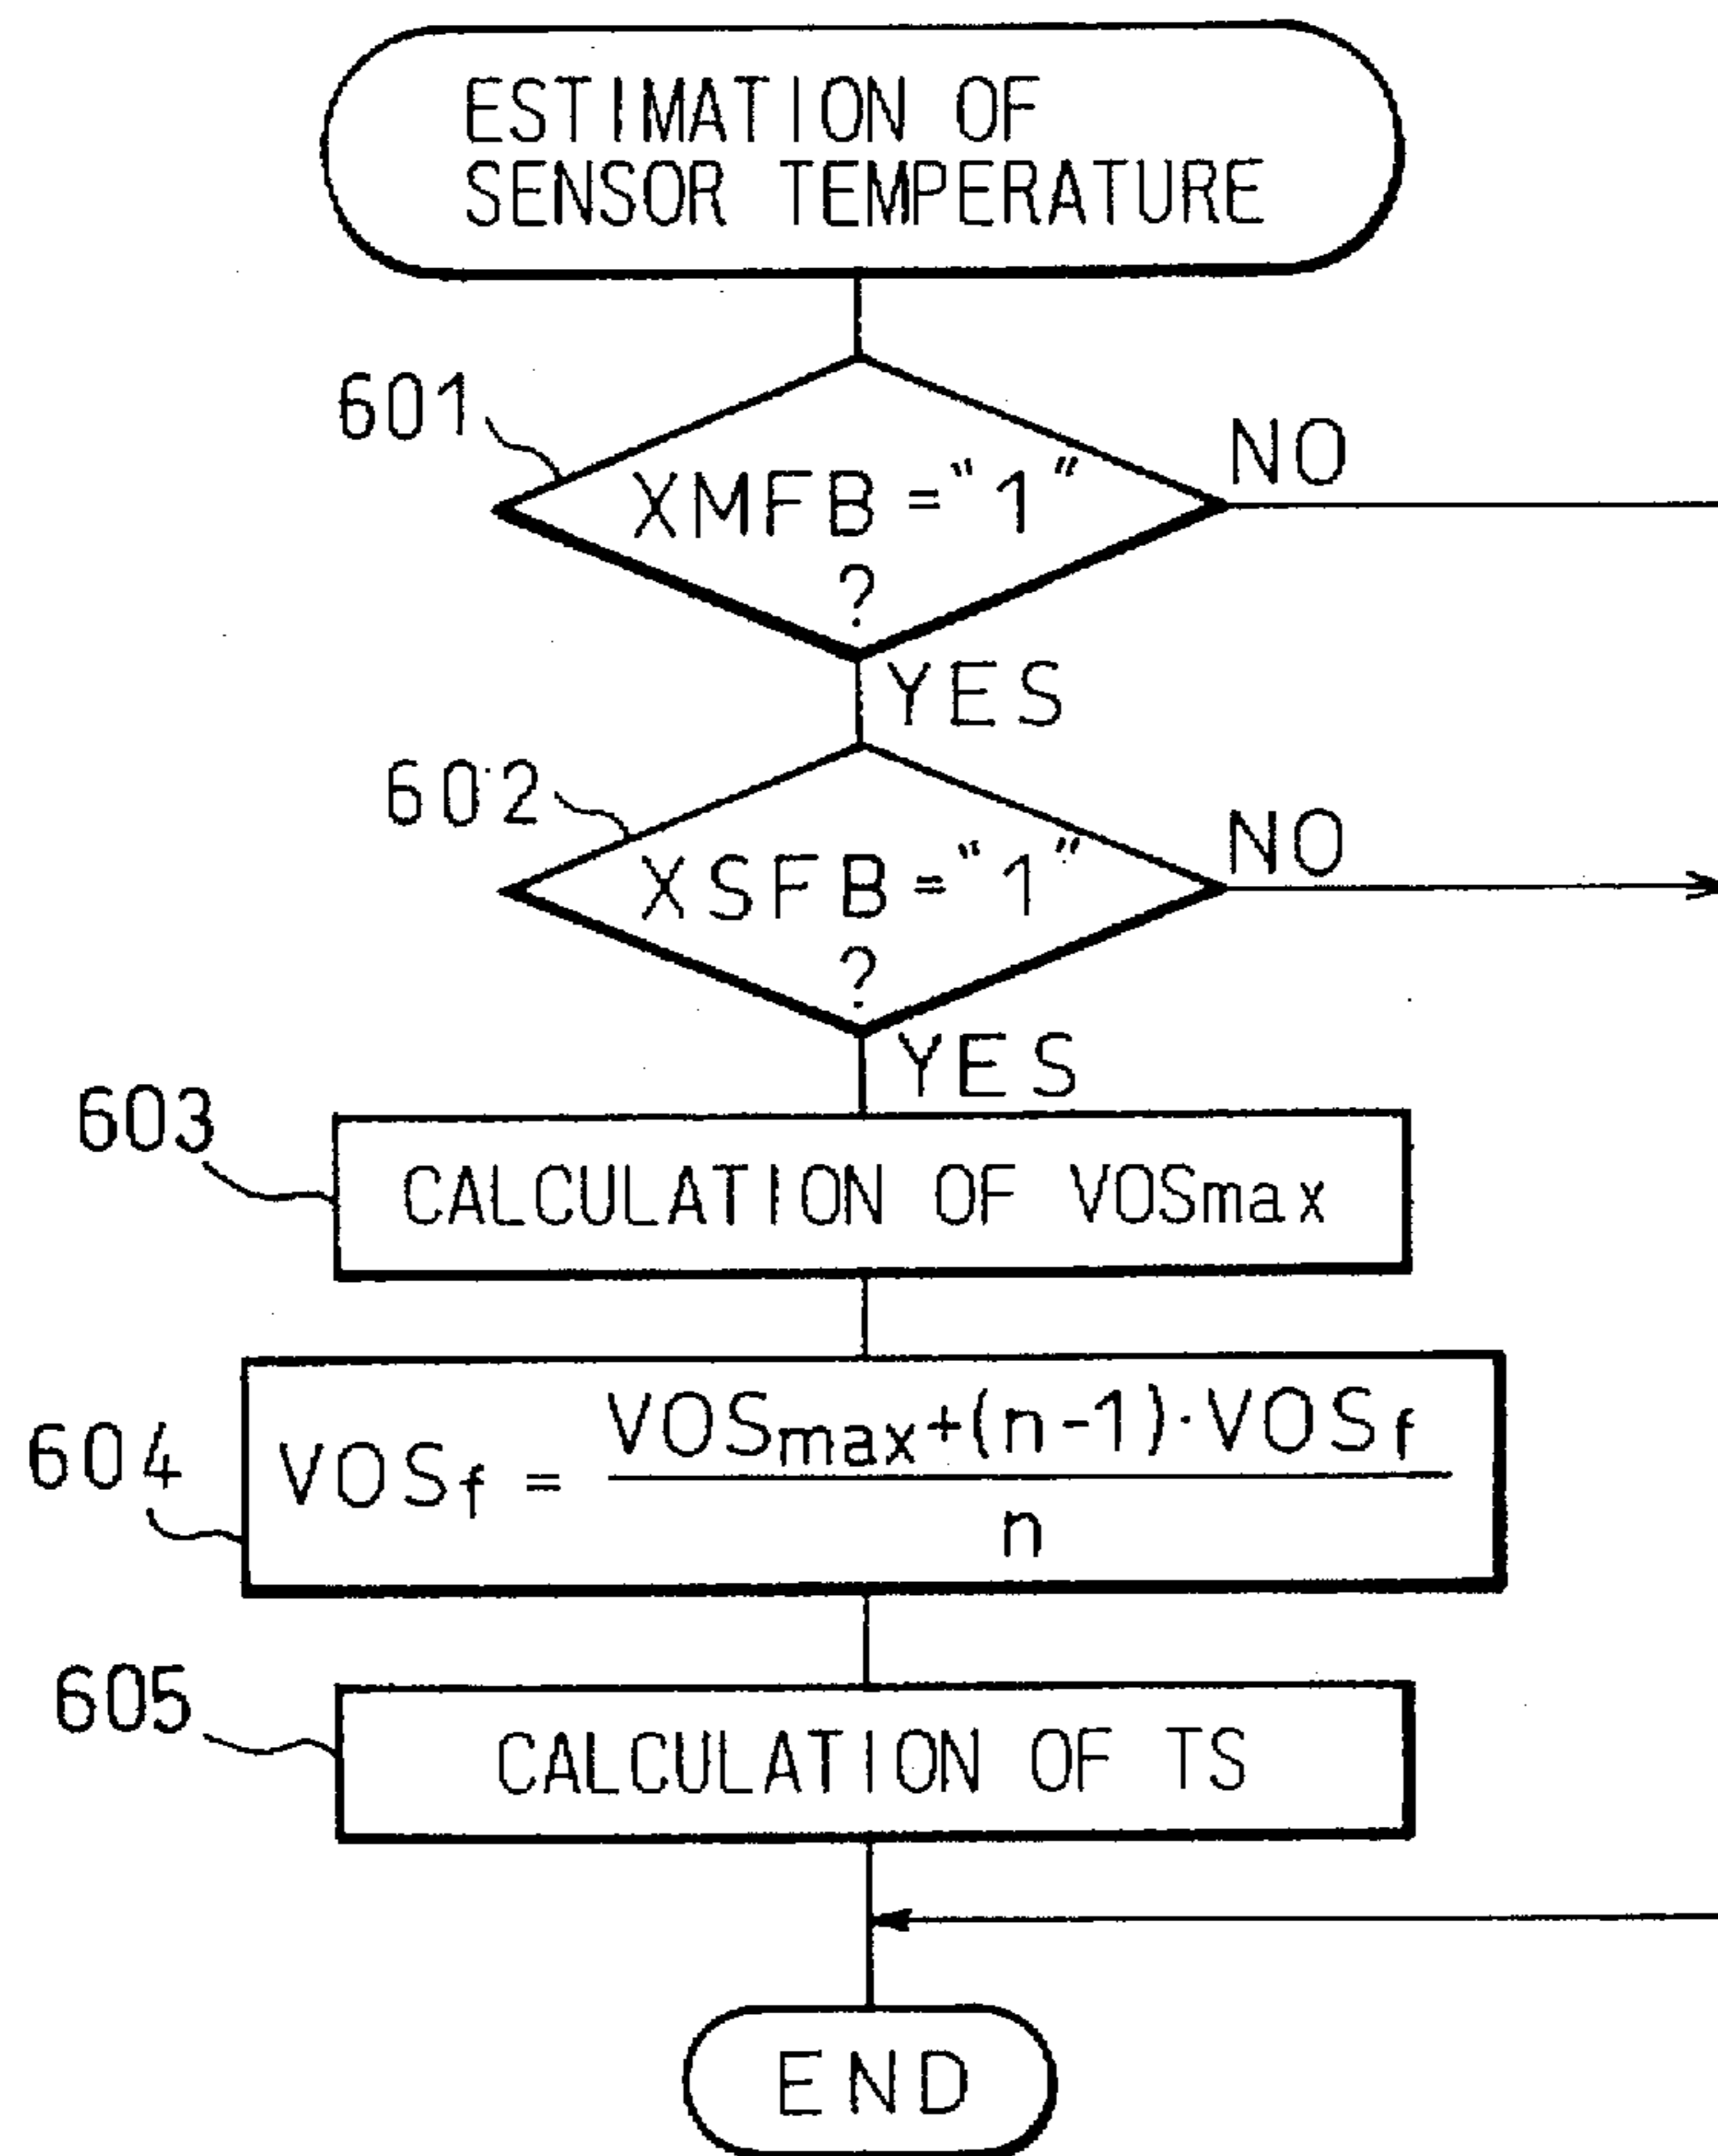 ESTIMATION OF
SENSOR TEMPERATURE
601
XMFB="1"
?
NO
YES
602
XSFB="1"
?
NO
YES
603
CALCULATION OF VOSmax
604
VOSf = VOSmax+(n-1)·VOSf
n
605
CALCULATION OF TS
END